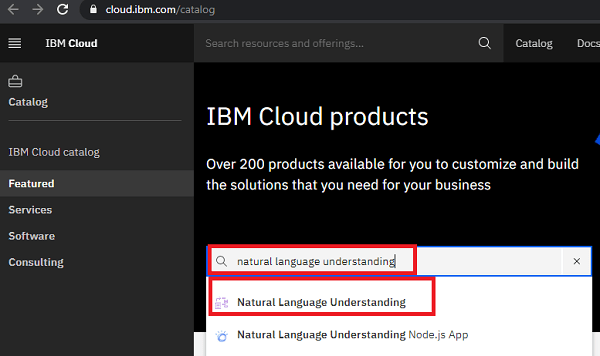 cloud.ibm.com/catalog
IBM Cloud
Search resources and offerings...
Catalog
Docs
Catalog
IBM Cloud catalog
Featured
Services
Software
Consulting
IBM Cloud products
Over 200 products available for you to customize and build
the solutions that you need for your business
natural language understanding
Natural Language Understanding
Natural Language Understanding Node.js App